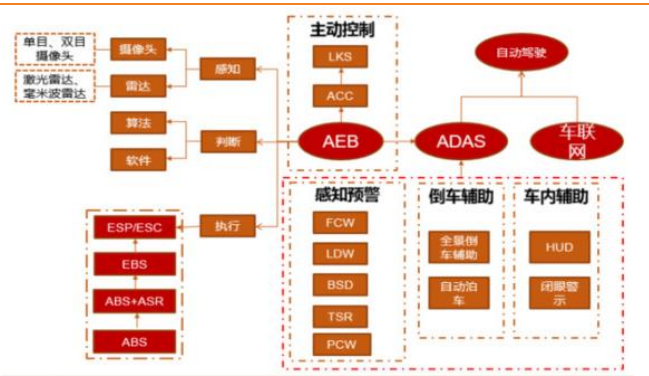 主动控制
单目、双目
摄像头
摄像头
LKS
自动驾驶
感知
激光雷达、
毫米波雷达
雷达
ACC
算法
判断
AEB
ADAS
车联
网
软件
感知预警
倒车辅助
车内辅助
ESP/ESC
执行
FCW
全景倒
车辅助
HUD
EBS
LDW
ABS+ASR
BSD
自动泊
车
闭眼警
示
TSR
ABS
PCW